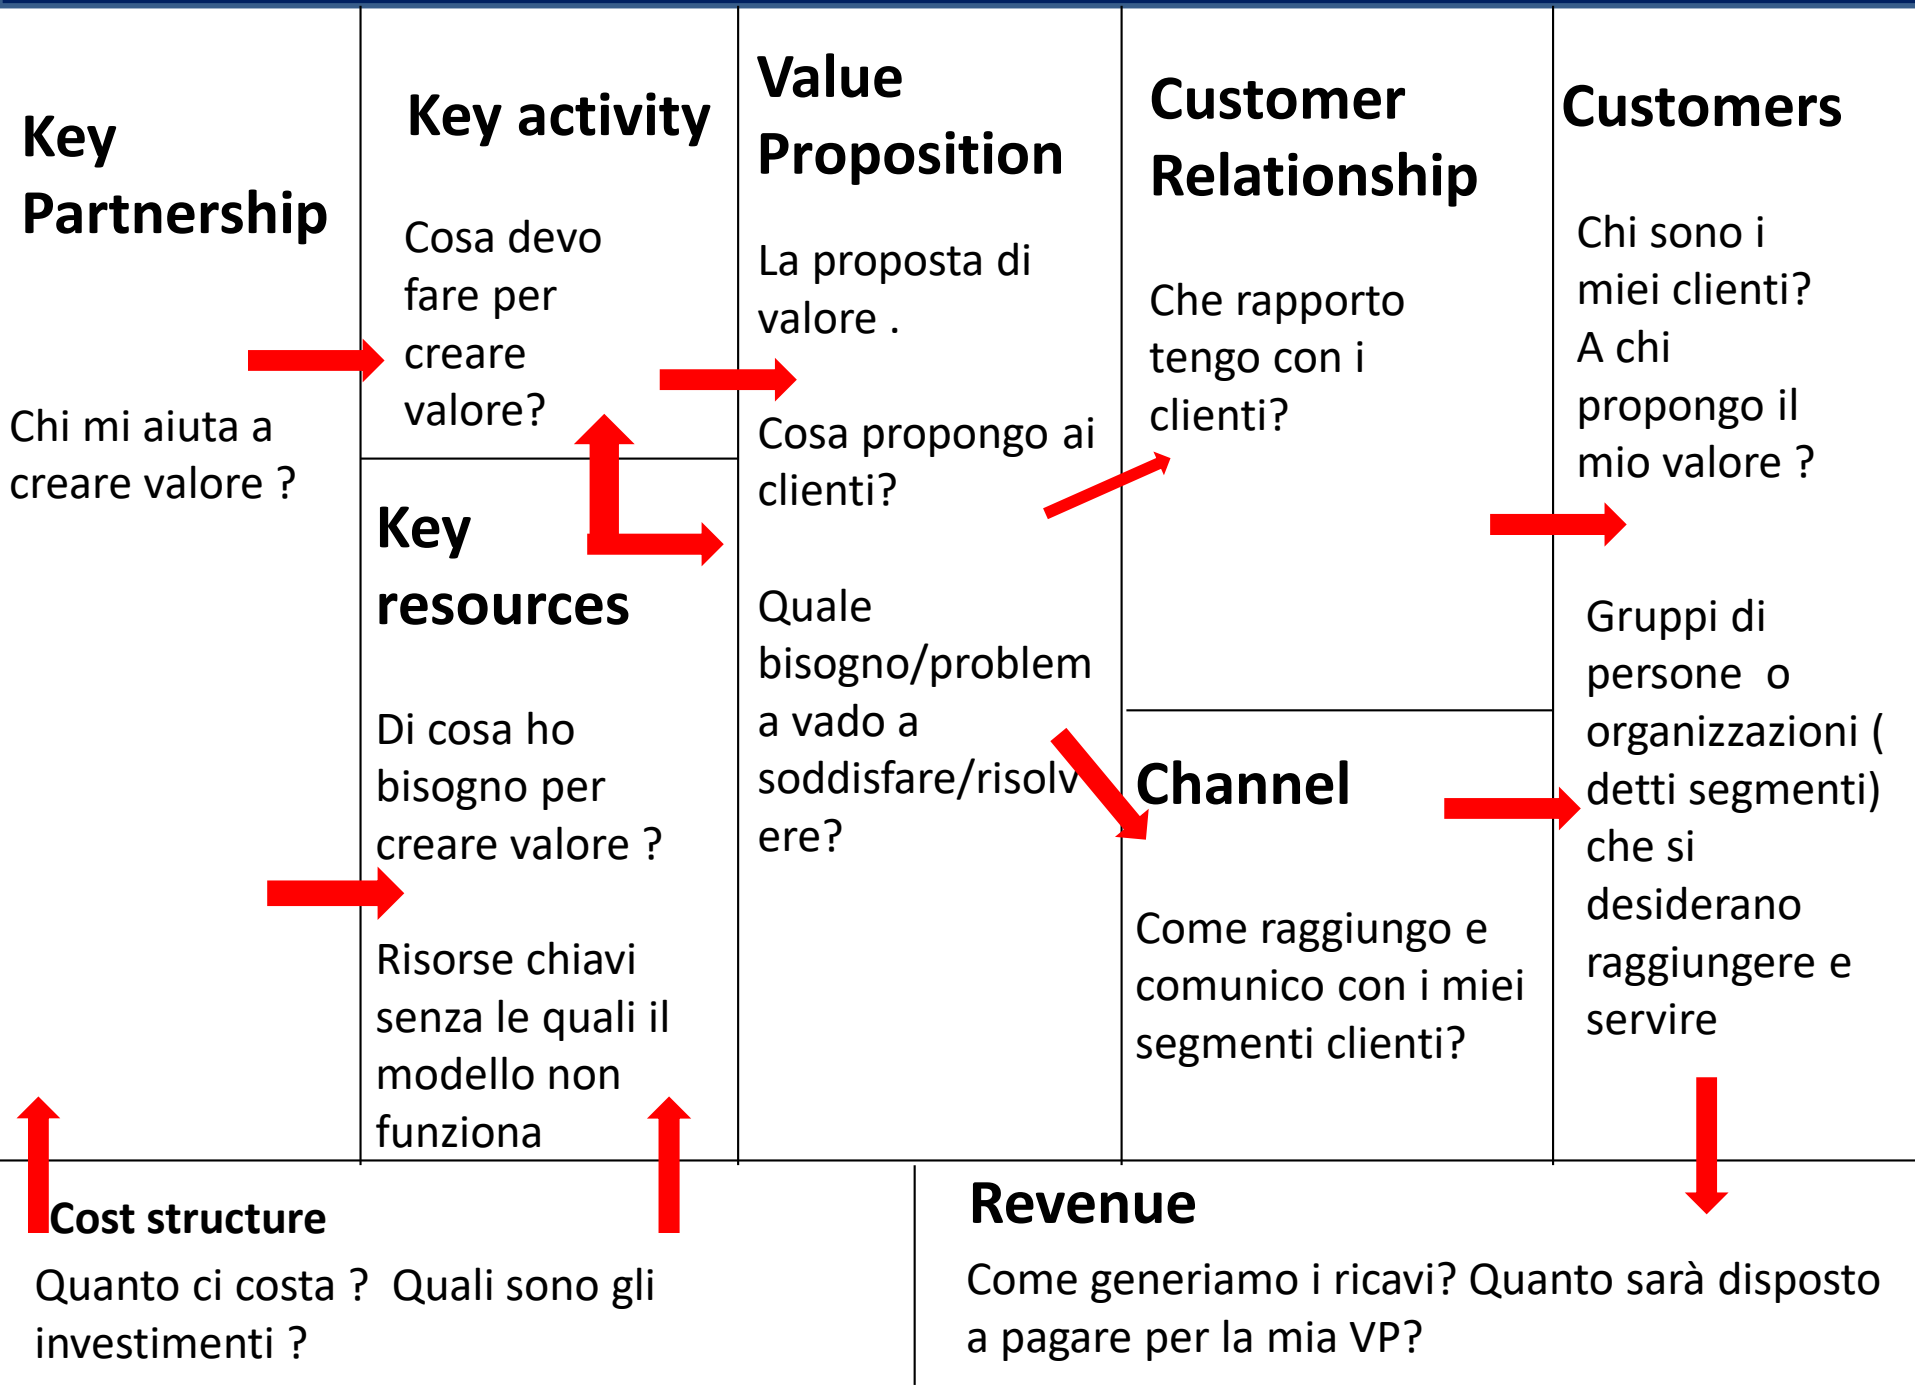 Key
Partnership
Chi mi aiuta a
creare valore ?
Key activity
Cosa devo
fare per
creare
valore?
Key
resources
Di cosa ho
bisogno per
creare valore ?
Risorse chiavi
senza le quali il
modello non
funziona
Value
Proposition
La proposta di
valore .
Cosa propongo ai
clienti?
Quale
bisogno/problem
a vado a
soddisfare/risolv
ere?
Customer
Relationship
Che rapporto
tengo con i
clienti?
Channel
Come raggiungo e
comunico con i miei
segmenti clienti?
Customers
Chi sono i
miei clienti?
A chi
propongo il
mio valore ?
Gruppi di
persone o
organizzazioni (
detti segmenti)
che si
desiderano
raggiungere e
servire
Cost structure
Quanto ci costa ? Quali sono gli
investimenti ?
Revenue
Come generiamo i ricavi? Quanto sarà disposto
a pagare per la mia VP?